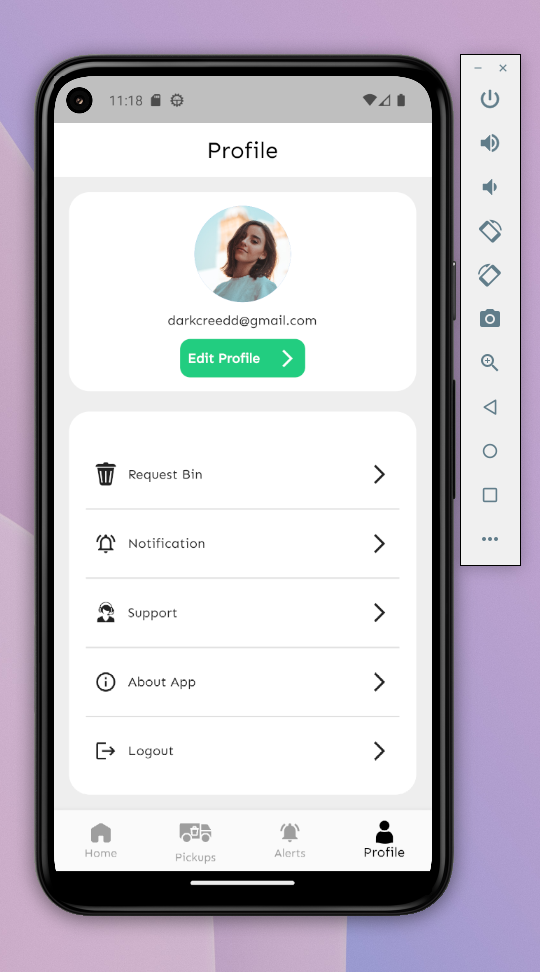 11:18
Profile
darkcreedd@gmail.com
Edit Profile
Request Bin
Notification
Support
About App
Logout
Home
Pickups
Alerts
Profile